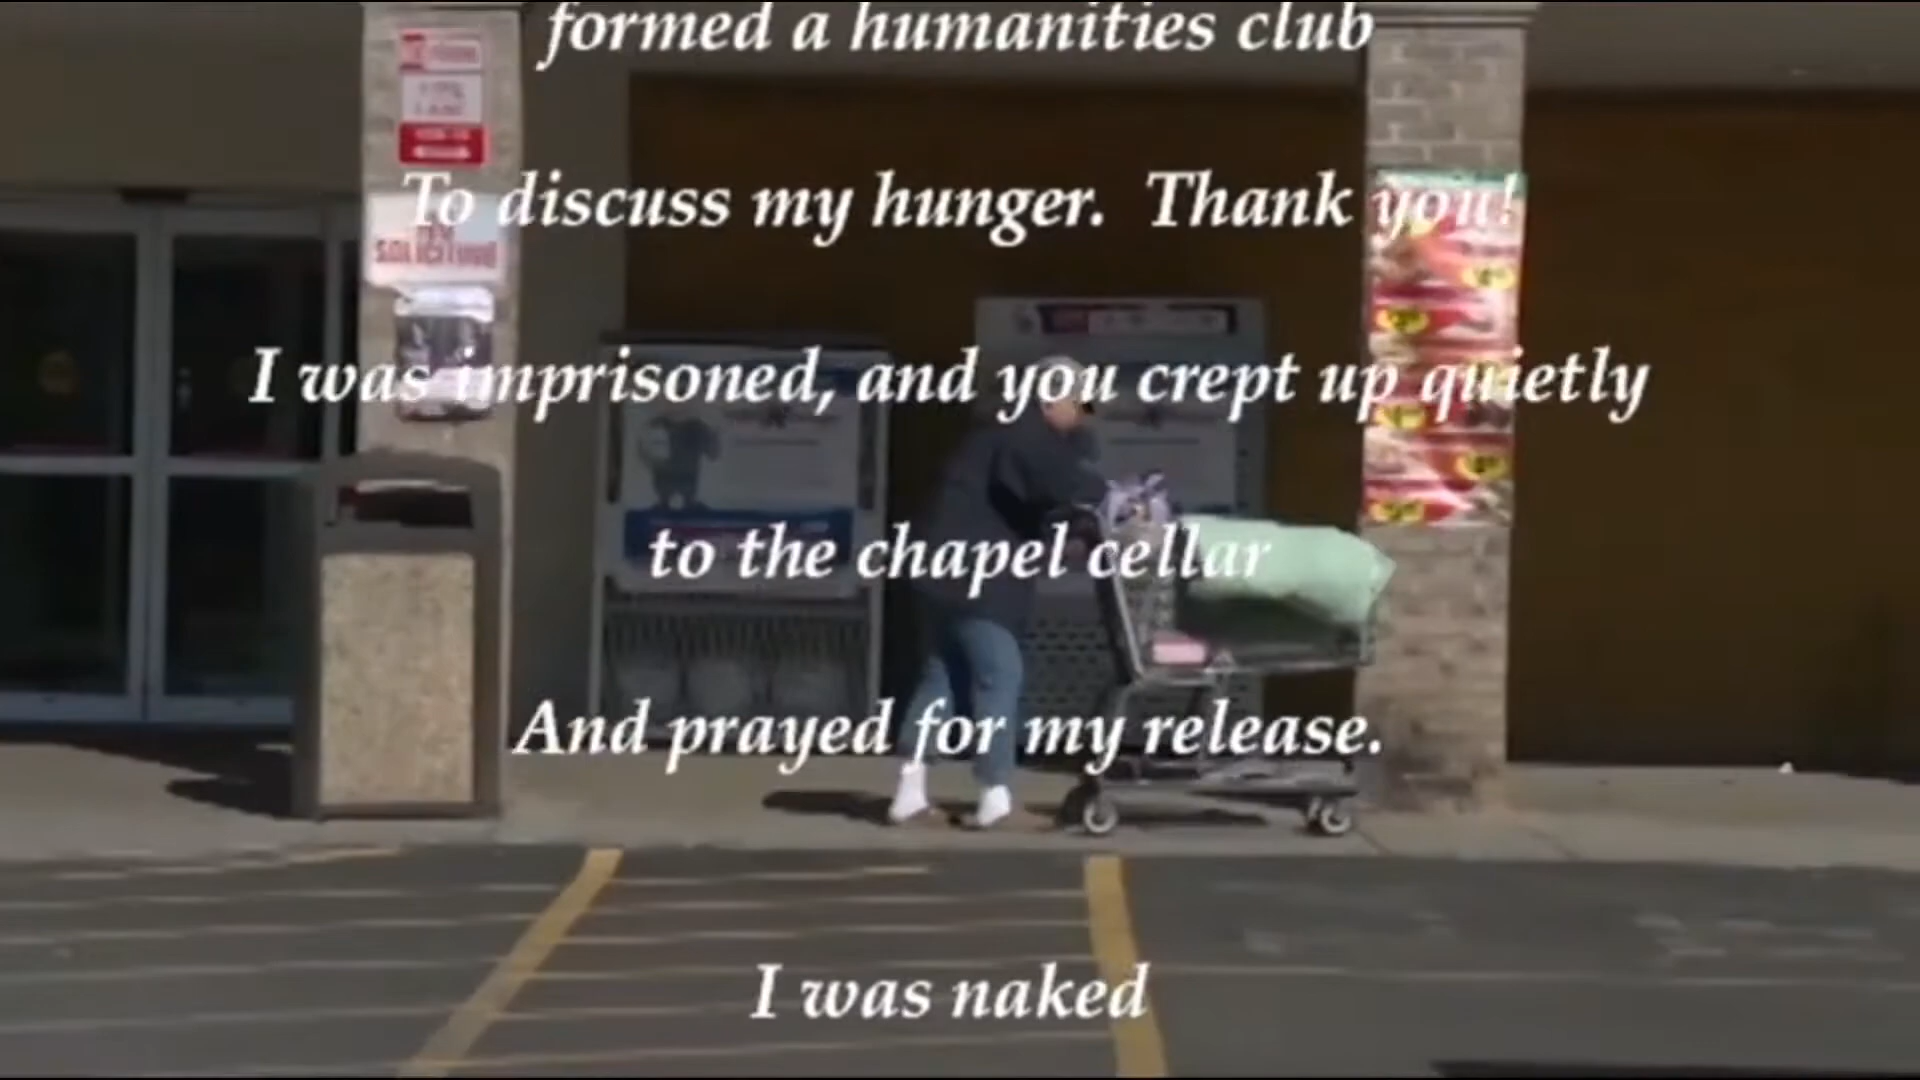 formed a humanities club
To discuss my hunger.  Thank you!
I was imprisoned, and you crept up quietly
to the chapel cellar
And prayed for my release.
I was naked